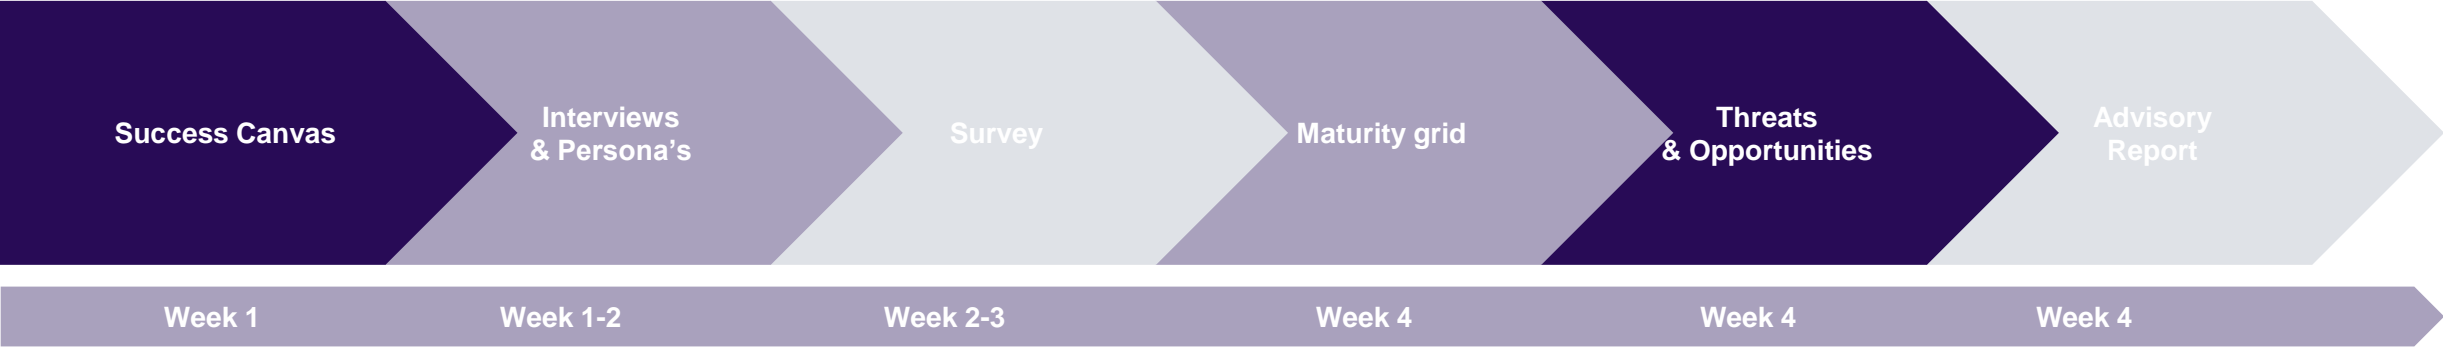 Success Canvas
Interviews
& Persona’s
Survey
Maturity grid
Threats
& Opportunities
Advisory
Report
Week 1
Week 1-2
Week 2-3
Week 4
Week 4
Week 4